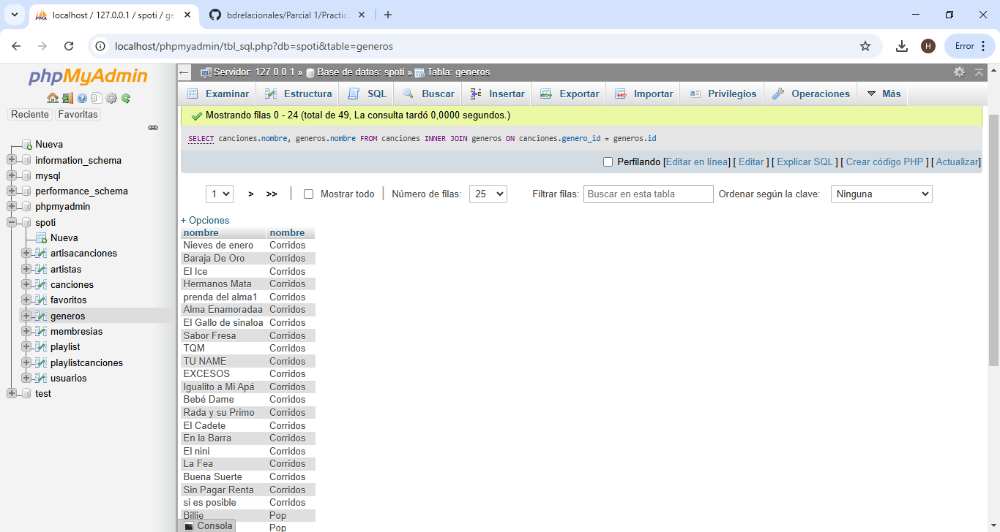 localhost / 127.0.0.1 / spoti / ge
bdrelacionales/Parcial 1/Practica
localhost/phpmyadmin/tbl_sql.php?db=spoti&table=generos
H
Error
phpMyAdmin
Reciente Favoritas
Nueva
information_schema
mysql
performance_schema
phpmyadmin
spoti
Nueva
artisacanciones
artistas
canciones
favoritos
generos
membresias
playlist
playlistcanciones
usuarios
test
Servidor: 127.0.0.1 » Base de datos: spoti » Tabla: generos
Examinar Estructura SQL Buscar Insertar Exportar Importar Privilegios Operaciones Más
Mostrando filas 0 - 24 (total de 49, La consulta tardó 0,0000 segundos.)
SELECT canciones.nombre, generos.nombre FROM canciones INNER JOIN generos ON canciones.genero_id = generos.id
Perfilando [Editar en línea] [ Editar ] [ Explicar SQL ] [ Crear código PHP ] [ Actualizar]
1 > >> | Mostrar todo | Número de filas: 25 Filtrar filas: Buscar en esta tabla Ordenar según la clave: Ninguna
+ Opciones
nombre nombre
Nieves de enero Corridos
Baraja De Oro Corridos
El Ice Corridos
Hermanos Mata Corridos
prenda del alma1 Corridos
Alma Enamoradaa Corridos
El Gallo de sinaloa Corridos
Sabor Fresa Corridos
TQM Corridos
TU NAME Corridos
EXCESOS Corridos
Igualito a Mi Apá Corridos
Bebé Dame Corridos
Rada y su Primo Corridos
El Cadete Corridos
En la Barra Corridos
El nini Corridos
La Fea Corridos
Buena Suerte Corridos
Sin Pagar Renta Corridos
si es posible Corridos
Billie Pop
Pop
Consola